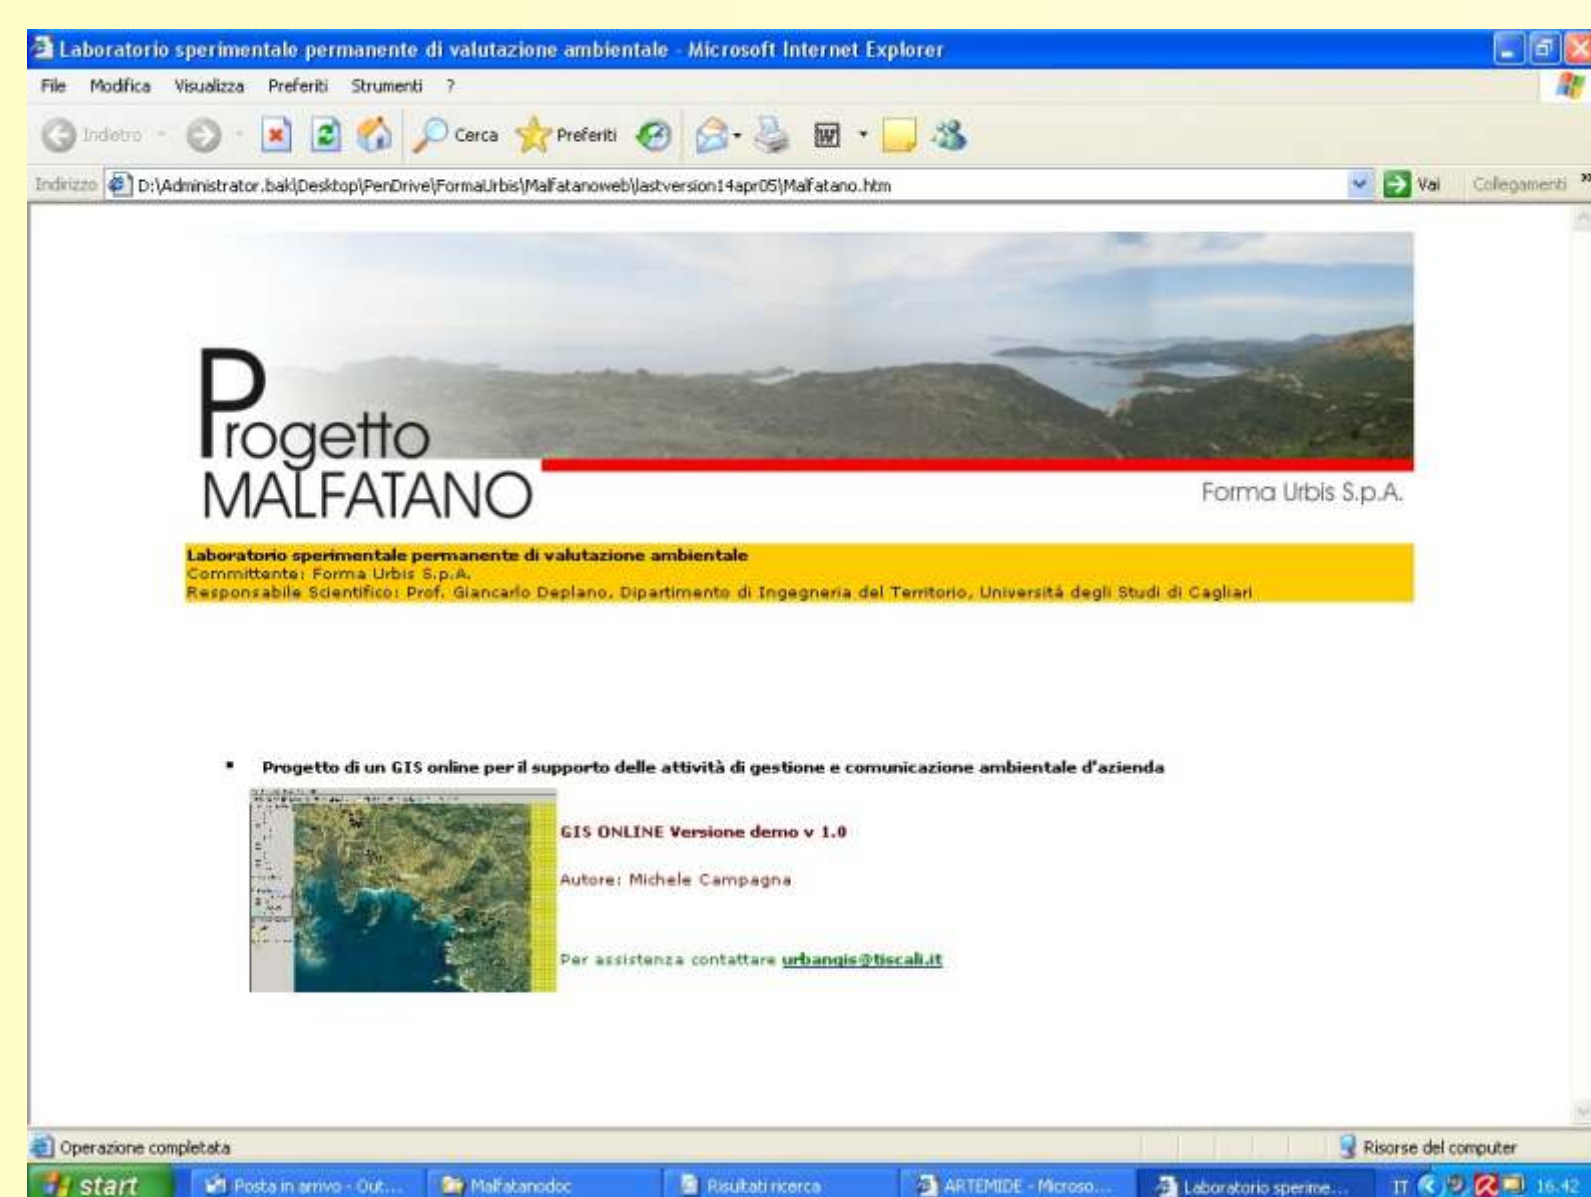 Laboratorio sperimentale permanente di valutazione ambientale - Microsoft Internet Explorer
File Modifica Visualizza Preferiti Strumenti ?
Indietro Cerca Preferiti
Indirizzo D:\Administrator.bak\Desktop\PenDrive\FormaUrbis\Malfatanoweb\lastversion14apr05\Malfatano.htm Vai Collegamenti »
Progetto
MALFATANO
Forma Urbis S.p.A.
Laboratorio sperimentale permanente di valutazione ambientale
Committente: Forma Urbis S.p.A.
Responsabile Scientifico: Prof. Giancarlo Deplano, Dipartimento di Ingegneria del Territorio, Università degli Studi di Cagliari
▪ Progetto di un GIS online per il supporto delle attività di gestione e comunicazione ambientale d'azienda
GIS ONLINE Versione demo v 1.0
Autore: Michele Campagna
Per assistenza contattare urbangis@tiscali.it
Operazione completata Risorse del computer
start Posta in arrivo - Out... Malfatanodoc Risultati ricerca ARTEMIDE - Microso... Laboratorio sperime... IT 16.42